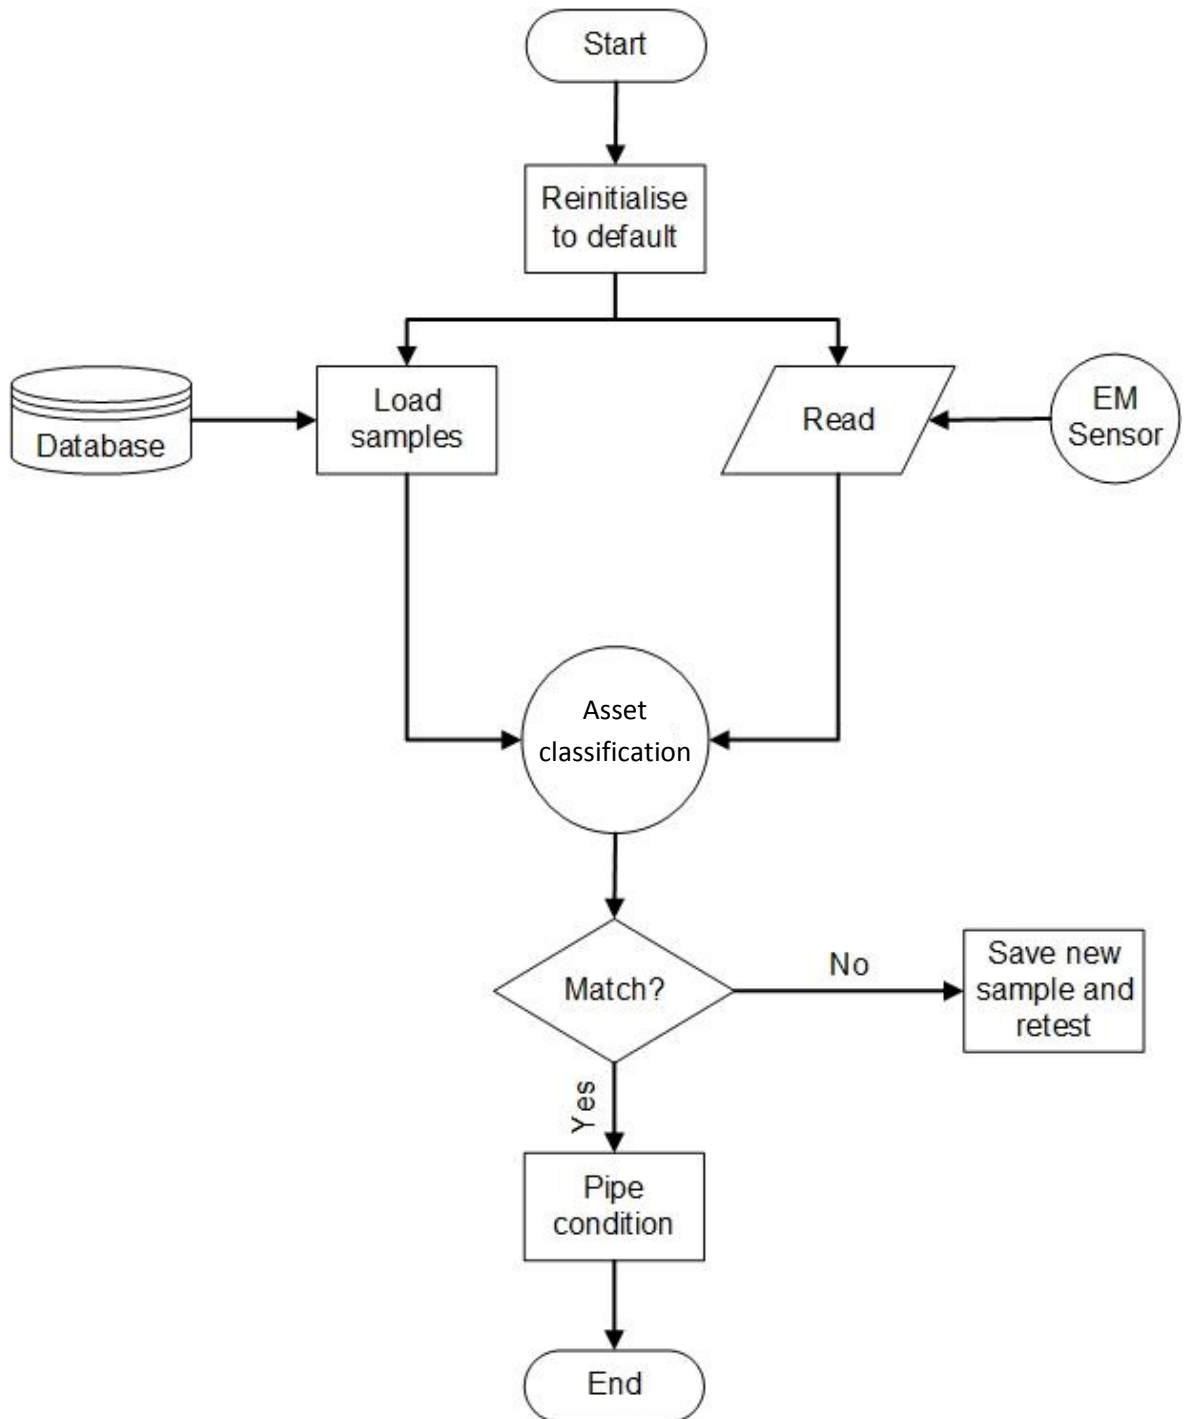 Start
Reinitialise
to default
Database
Load
samples
Read
EM
Sensor
Asset
classification
Match?
No
Save new
sample and
retest
Yes
Pipe
condition
End